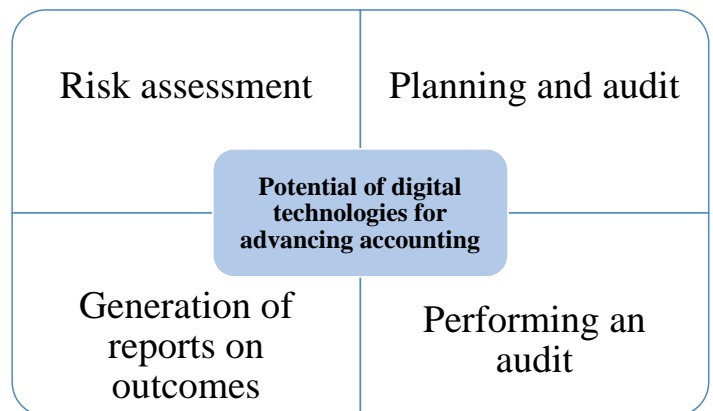 Risk assessment
Planning and audit
Potential of digital
technologies for
advancing accounting
Generation of
reports on
outcomes
Performing an
audit